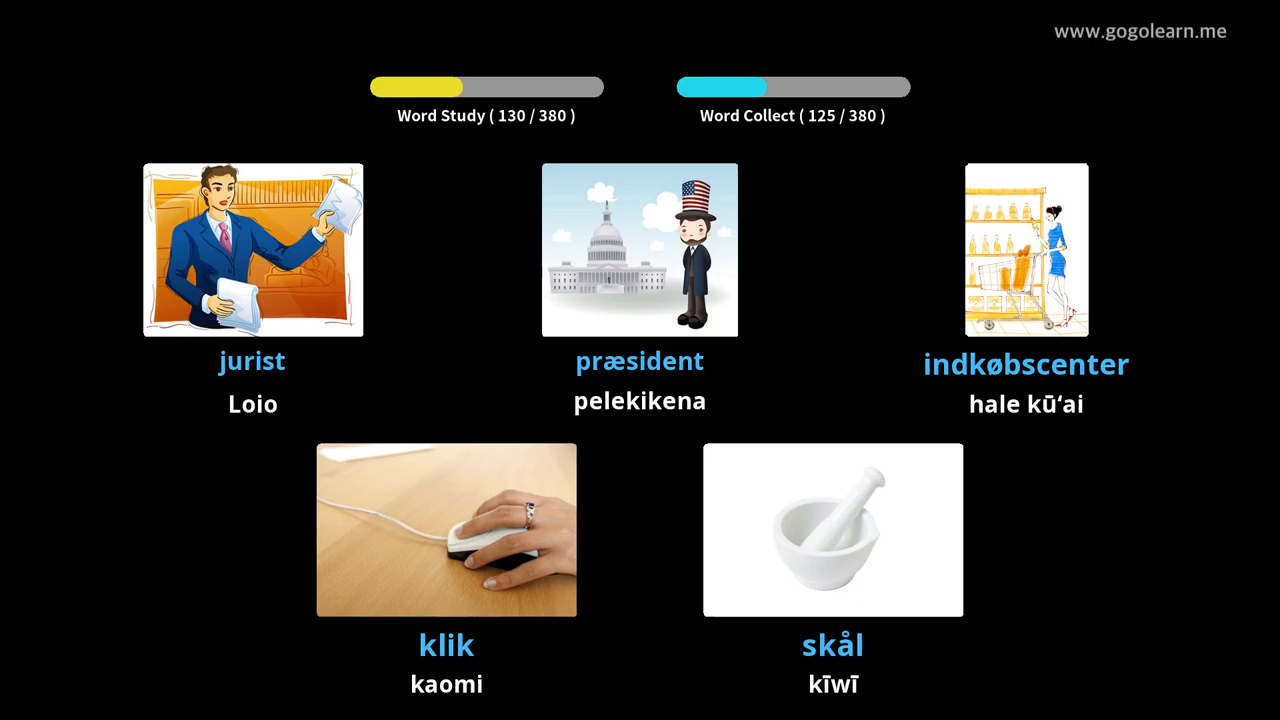 www.gogolearn.me
Word Study ( 130 / 380 )
Word Collect ( 125 / 380 )
jurist
Loio
præsident
pelekikena
indkøbscenter
hale kūʻai
klik
kaomi
skål
kīwī